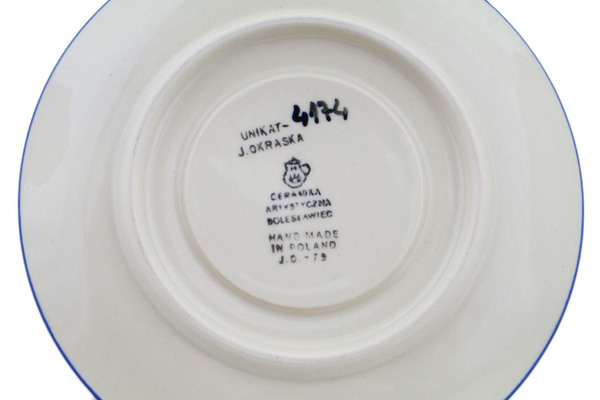 UNIKAT- 4174
J. OKRASKA
CERAMIKA
ARTYSTYCZNA
BOLESŁAWIEC
HAND MADE
IN POLAND
J.O.-79